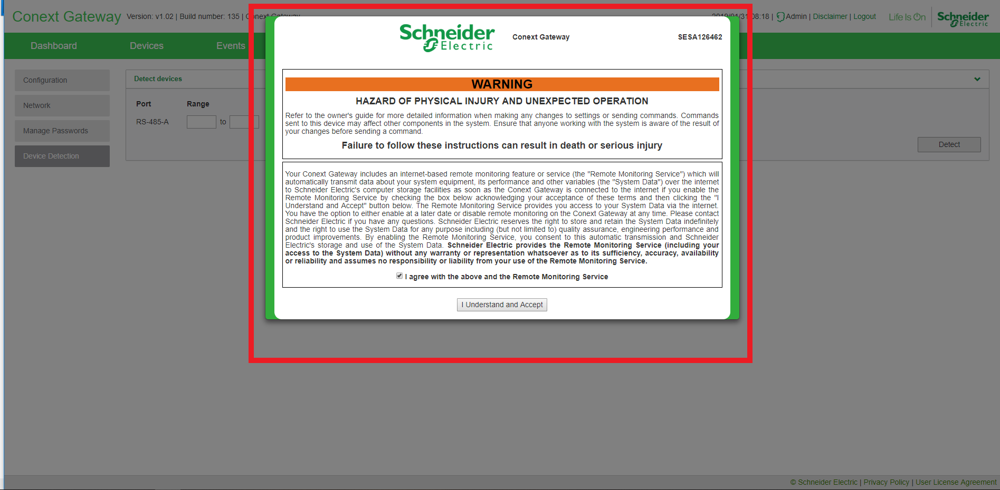 Conext Gateway Version: v1.02 | Build number: 135 | Conext Gateway
2019/01/31 08:18 | Admin | Disclaimer | Logout
Life Is On
Schneider
Electric
Dashboard
Devices
Events
Configuration
Network
Manage Passwords
Device Detection
Detect devices
Port
Range
RS-485-A
to
Detect
Schneider
Electric
Conext Gateway
SESA126462
WARNING
HAZARD OF PHYSICAL INJURY AND UNEXPECTED OPERATION
Refer to the owner's guide for more detailed information when making any changes to settings or sending commands. Commands
sent to this device may affect other components in the system. Ensure that anyone working with the system is aware of the result of
your changes before sending a command.
Failure to follow these instructions can result in death or serious injury
Your Conext Gateway includes an internet-based remote monitoring feature or service (the "Remote Monitoring Service") which will
automatically transmit data about your system equipment, its performance and other variables (the "System Data") over the internet
to Schneider Electric's computer storage facilities as soon as the Conext Gateway is connected to the internet if you enable the
Remote Monitoring Service by checking the box below acknowledging your acceptance of these terms and then clicking the "I
Understand and Accept" button below. The Remote Monitoring Service provides you access to your System Data via the internet.
You have the option to either enable at a later date or disable remote monitoring on the Conext Gateway at any time. Please contact
Schneider Electric if you have any questions. Schneider Electric reserves the right to store and retain the System Data indefinitely
and the right to use the System Data for any purpose including (but not limited to) quality assurance, engineering performance and
product improvements. By enabling the Remote Monitoring Service, you consent to this automatic transmission and Schneider
Electric's storage and use of the System Data. Schneider Electric provides the Remote Monitoring Service (including your
access to the System Data) without any warranty or representation whatsoever as to its sufficiency, accuracy, availability
or reliability and assumes no responsibility or liability from your use of the Remote Monitoring Service.
I agree with the above and the Remote Monitoring Service
I Understand and Accept
© Schneider Electric | Privacy Policy | User License Agreement